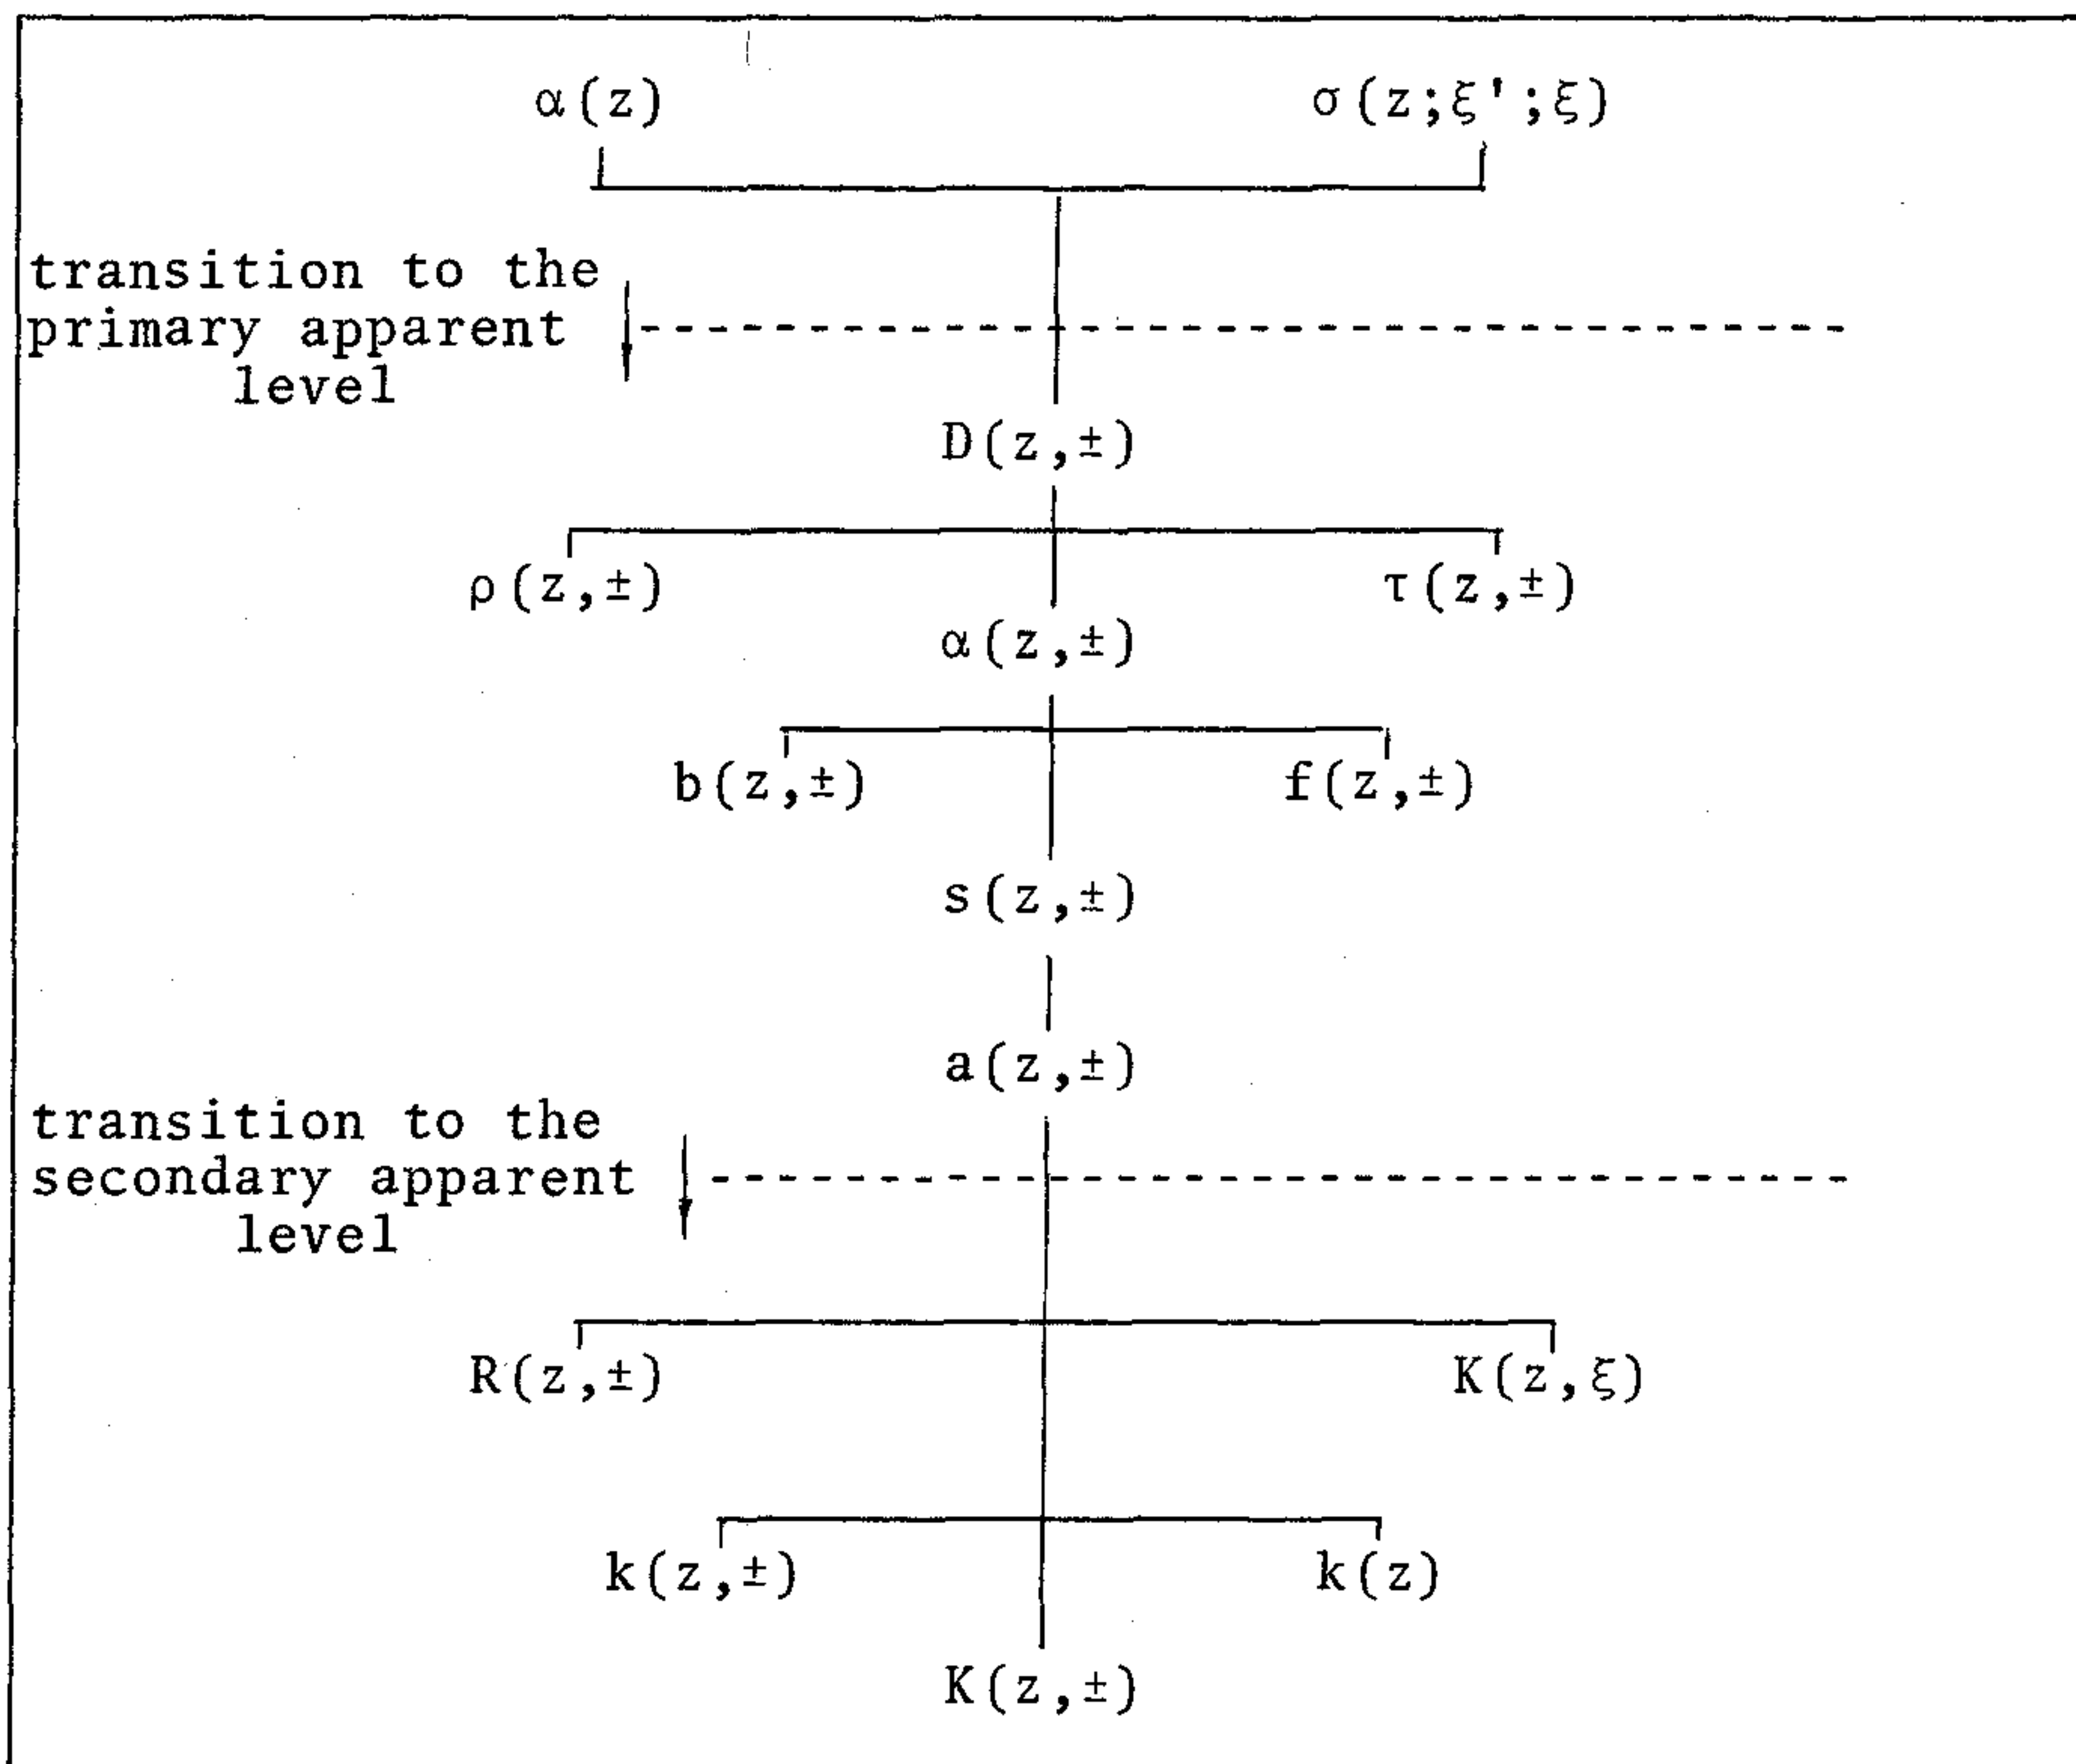 α(z) σ(z;ξ';ξ)
transition to the
primary apparent
level
D(z,±)
ρ(z,±) τ(z,±)
α(z,±)
b(z,±) f(z,±)
s(z,±)
a(z,±)
transition to the
secondary apparent
level
R(z,±) K(z,ξ)
k(z,±) k(z)
K(z,±)